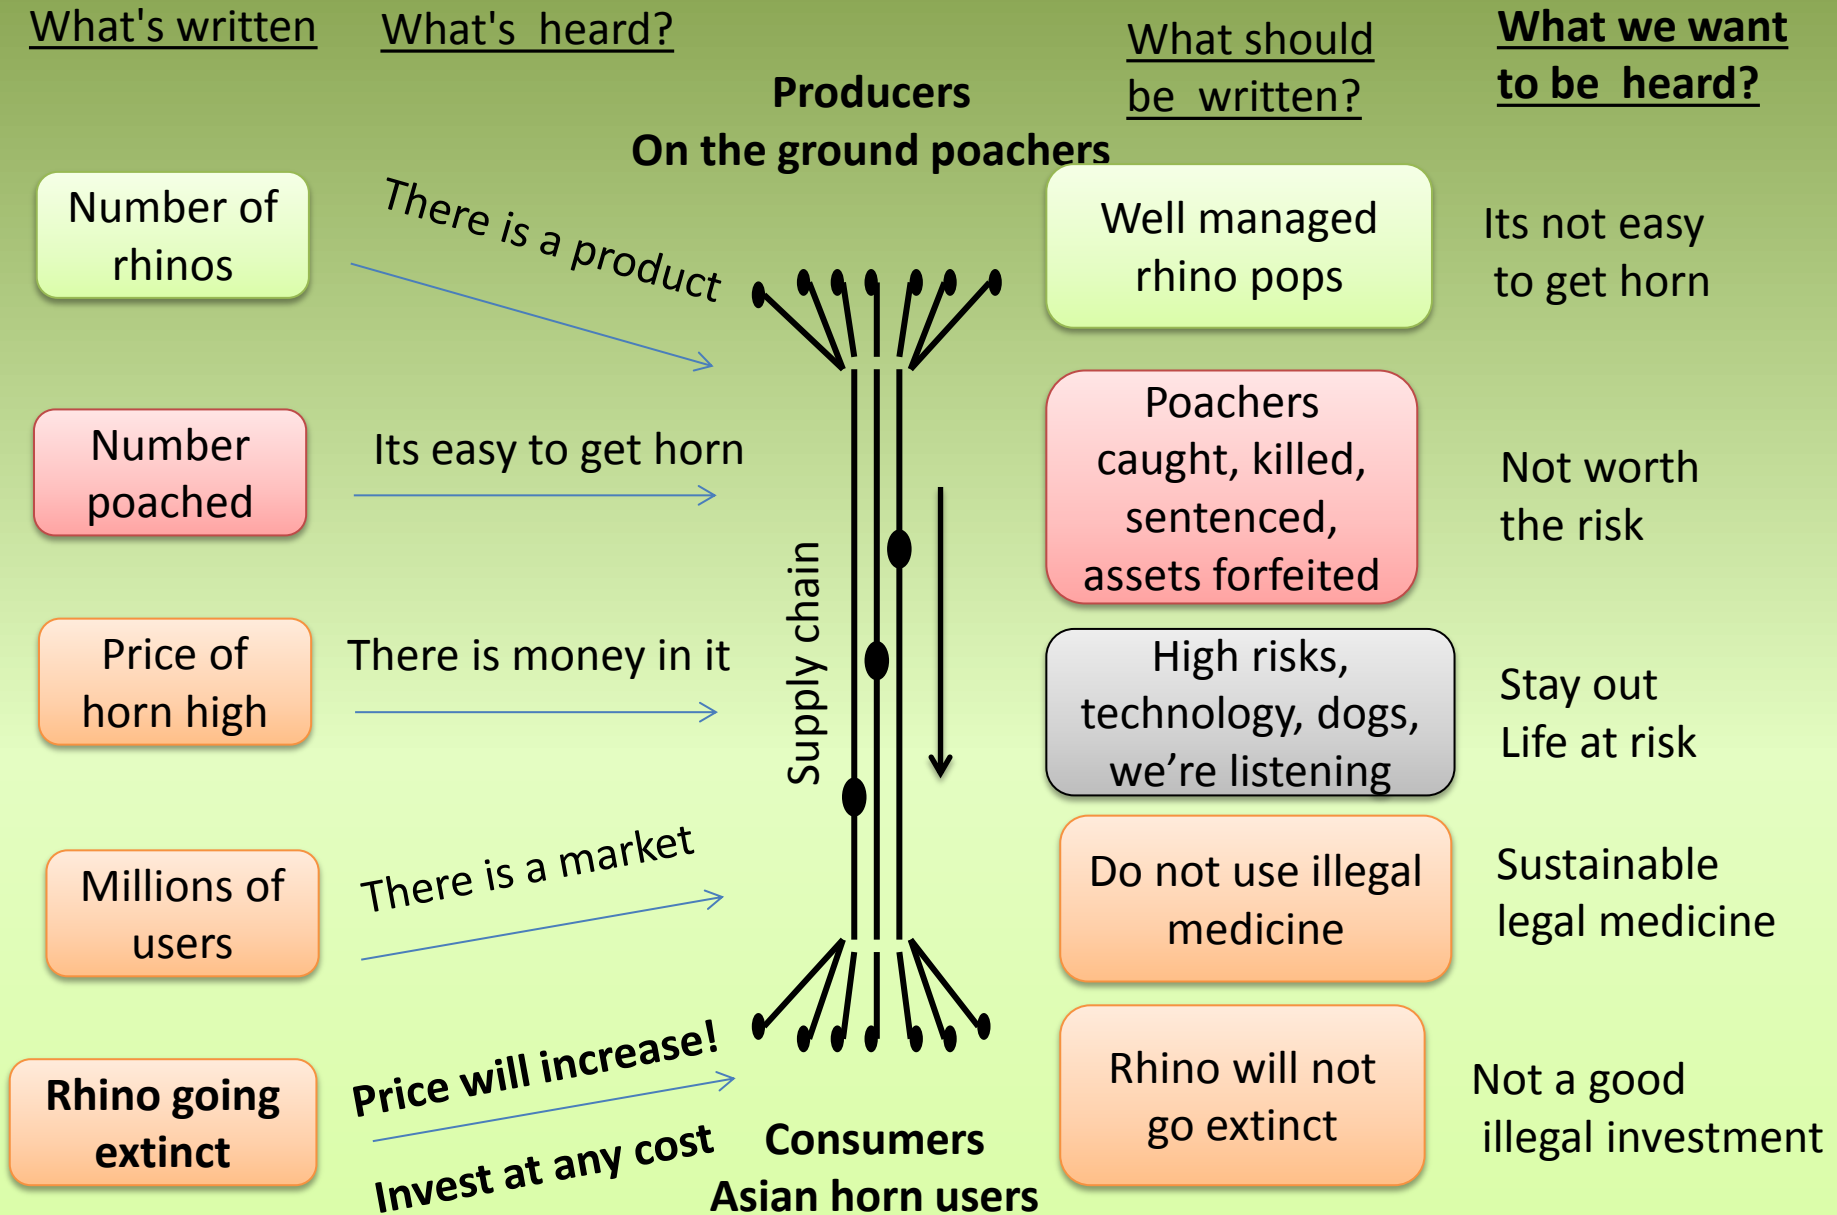 What's written
What's heard?
What should
be written?
What we want
to be heard?
Producers
On the ground poachers
Number of
rhinos
There is a product
Well managed
rhino pops
Its not easy
to get horn
Number
poached
Its easy to get horn
Poachers
caught, killed,
sentenced,
assets forfeited
Not worth
the risk
Price of
horn high
There is money in it
Supply chain
High risks,
technology, dogs,
we’re listening
Stay out
Life at risk
Millions of
users
There is a market
Do not use illegal
medicine
Sustainable
legal medicine
Rhino going
extinct
Price will increase!
Invest at any cost
Consumers
Asian horn users
Rhino will not
go extinct
Not a good
illegal investment